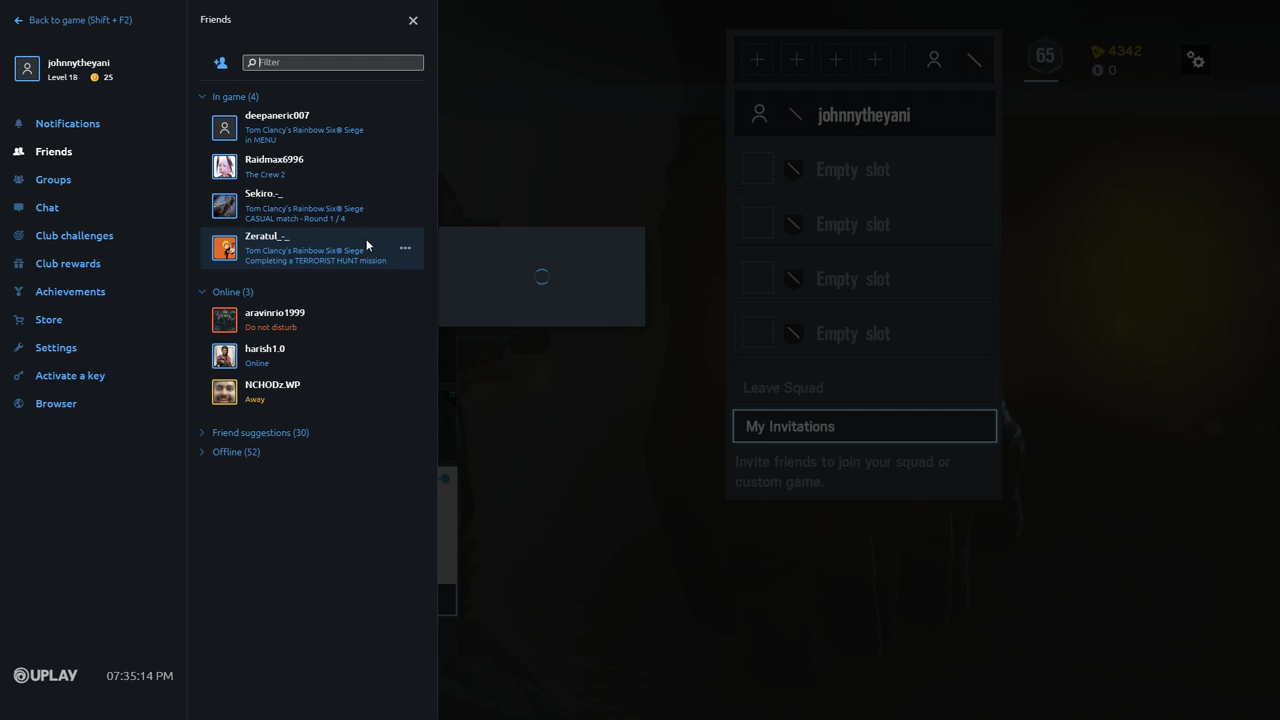 Back to game (Shift + F2)
johnnytheyani
Level 18 25
Notifications
Friends
Groups
Chat
Club challenges
Club rewards
Achievements
Store
Settings
Activate a key
Browser
UPLAY
07:35:14 PM
Friends
Filter
In game (4)
deepaneric007
Tom Clancy's Rainbow Six® Siege
in MENU
Raidmax6996
The Crew 2
Sekiro.-_
Tom Clancy's Rainbow Six® Siege
CASUAL match - Round 1 / 4
Zeratul_-_
Tom Clancy's Rainbow Six® Siege
Completing a TERRORIST HUNT mission
Online (3)
aravinrio1999
Do not disturb
harish1.0
Online
NCHODz.WP
Away
Friend suggestions (30)
Offline (52)
johnnytheyani
Empty slot
Empty slot
Empty slot
Empty slot
Leave Squad
My Invitations
Invite friends to join your squad or
custom game.
65
4342
0